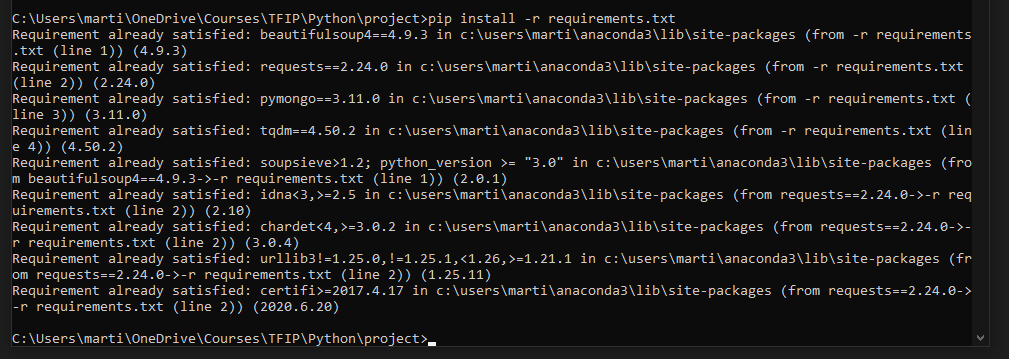 C:\Users\marti\OneDrive\Courses\TFIP\Python\project>pip install -r requirements.txt
Requirement already satisfied: beautifulsoup4==4.9.3 in c:\users\marti\anaconda3\lib\site-packages (from -r requirements
.txt (line 1)) (4.9.3)
Requirement already satisfied: requests==2.24.0 in c:\users\marti\anaconda3\lib\site-packages (from -r requirements.txt
(line 2)) (2.24.0)
Requirement already satisfied: pymongo==3.11.0 in c:\users\marti\anaconda3\lib\site-packages (from -r requirements.txt (
line 3)) (3.11.0)
Requirement already satisfied: tqdm==4.50.2 in c:\users\marti\anaconda3\lib\site-packages (from -r requirements.txt (lin
e 4)) (4.50.2)
Requirement already satisfied: soupsieve>1.2; python_version >= "3.0" in c:\users\marti\anaconda3\lib\site-packages (fro
m beautifulsoup4==4.9.3->-r requirements.txt (line 1)) (2.0.1)
Requirement already satisfied: idna<3,>=2.5 in c:\users\marti\anaconda3\lib\site-packages (from requests==2.24.0->-r req
uirements.txt (line 2)) (2.10)
Requirement already satisfied: chardet<4,>=3.0.2 in c:\users\marti\anaconda3\lib\site-packages (from requests==2.24.0->-
r requirements.txt (line 2)) (3.0.4)
Requirement already satisfied: urllib3!=1.25.0,!=1.25.1,<1.26,>=1.21.1 in c:\users\marti\anaconda3\lib\site-packages (fr
om requests==2.24.0->-r requirements.txt (line 2)) (1.25.11)
Requirement already satisfied: certifi>=2017.4.17 in c:\users\marti\anaconda3\lib\site-packages (from requests==2.24.0->
-r requirements.txt (line 2)) (2020.6.20)
C:\Users\marti\OneDrive\Courses\TFIP\Python\project>